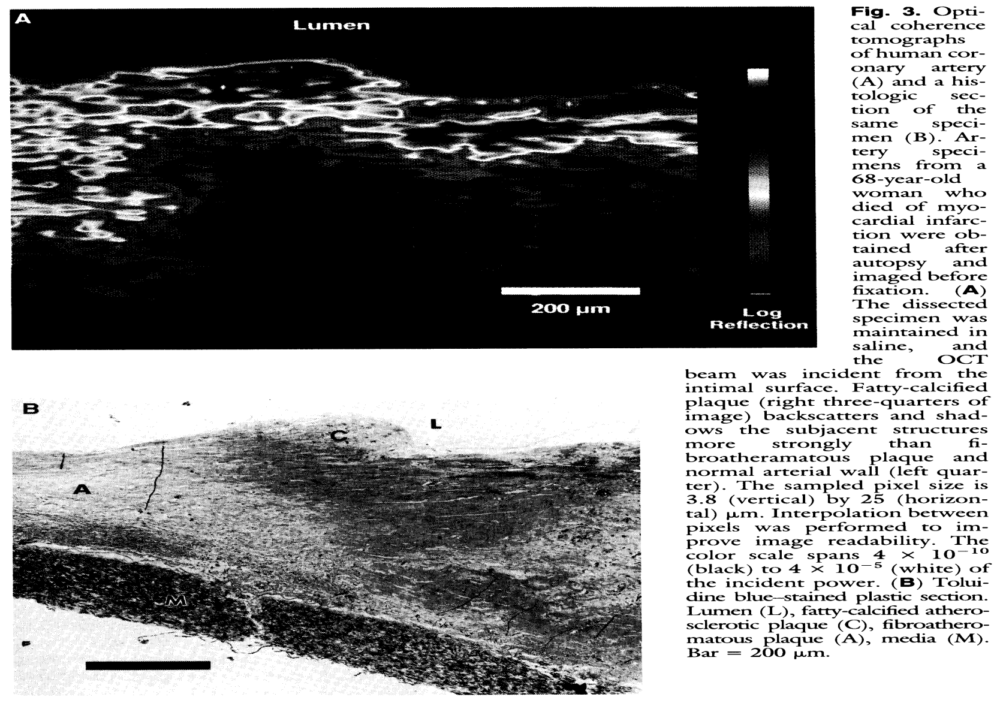 A
Lumen
200 μm
Log
Reflection
B
C
L
A
M
Fig. 3. Opti-
cal coherence
tomographs
of human cor-
onary artery
(A) and a his-
tologic sec-
tion of the
same speci-
men (B). Ar-
tery speci-
mens from a
68-year-old
woman who
died of myo-
cardial infarc-
tion were ob-
tained after
autopsy and
imaged before
fixation. (A)
The dissected
specimen was
maintained in
saline, and
the OCT
beam was incident from the
intimal surface. Fatty-calcified
plaque (right three-quarters of
image) backscatters and shad-
ows the subjacent structures
more strongly than fi-
broatheramatous plaque and
normal arterial wall (left quar-
ter). The sampled pixel size is
3.8 (vertical) by 25 (horizon-
tal) μm. Interpolation between
pixels was performed to im-
prove image readability. The
color scale spans 4 × 10⁻¹⁰
(black) to 4 × 10⁻⁵ (white) of
the incident power. (B) Tolui-
dine blue–stained plastic section.
Lumen (L), fatty-calcified athero-
sclerotic plaque (C), fibroathero-
matous plaque (A), media (M).
Bar = 200 μm.